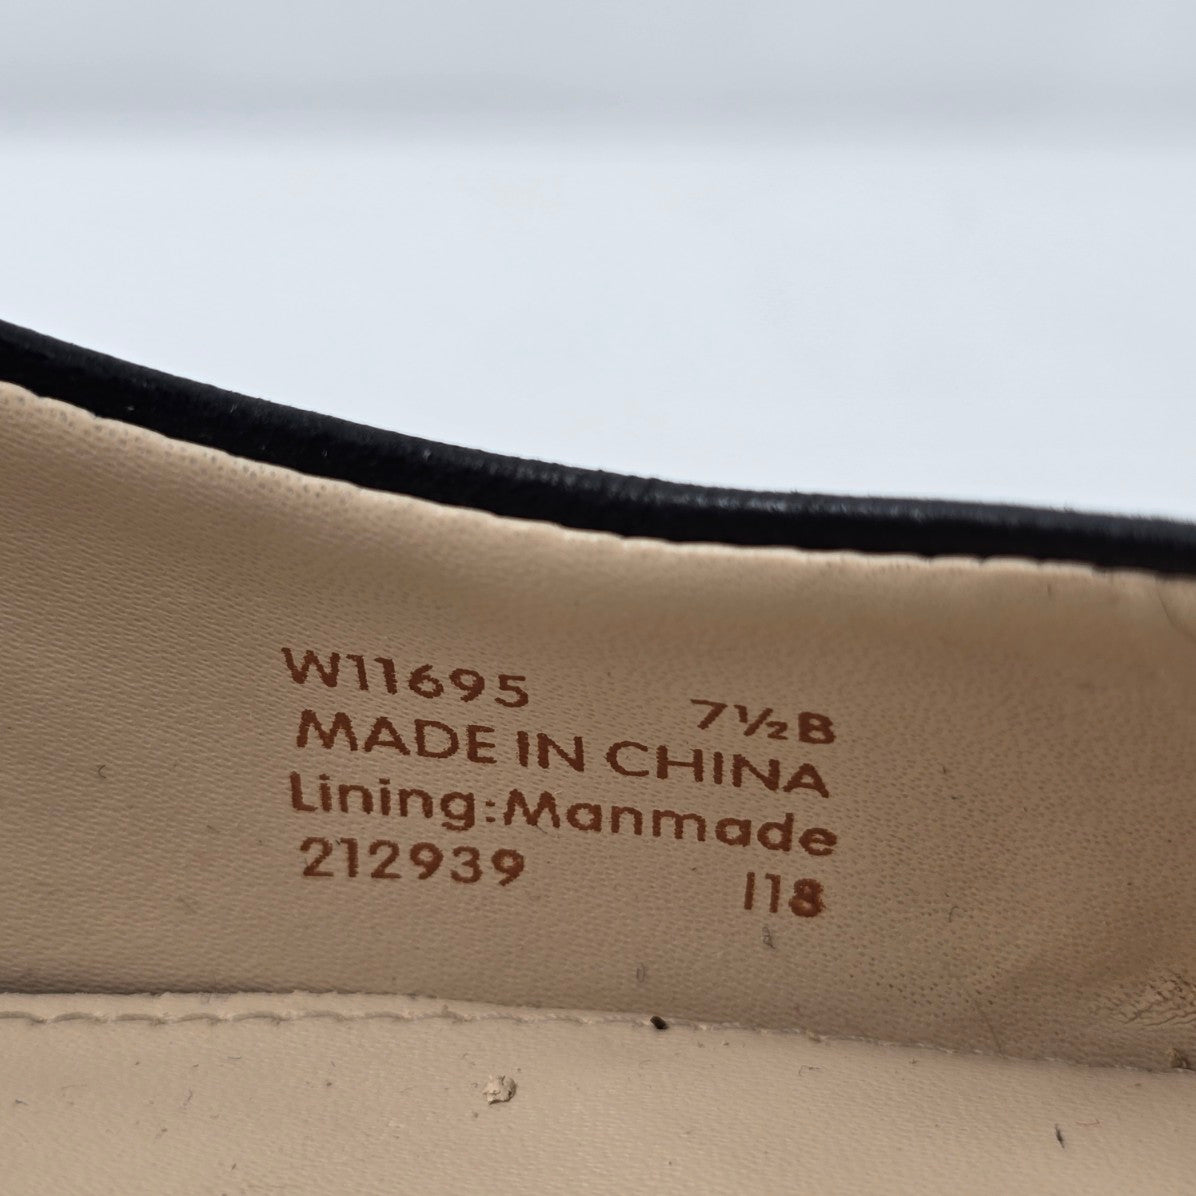 W11695 7½B
MADE IN CHINA
Lining:Manmade
212939 I18